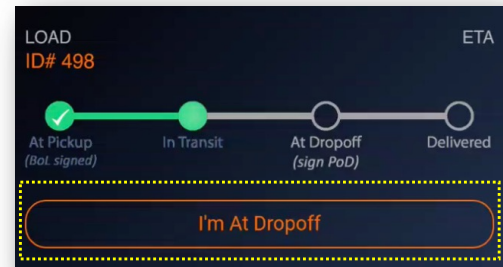 LOAD
ETA
ID# 498
At Pickup
In Transit
At Dropoff
Delivered
(BoL signed)
(sign PoD)
I'm At Dropoff